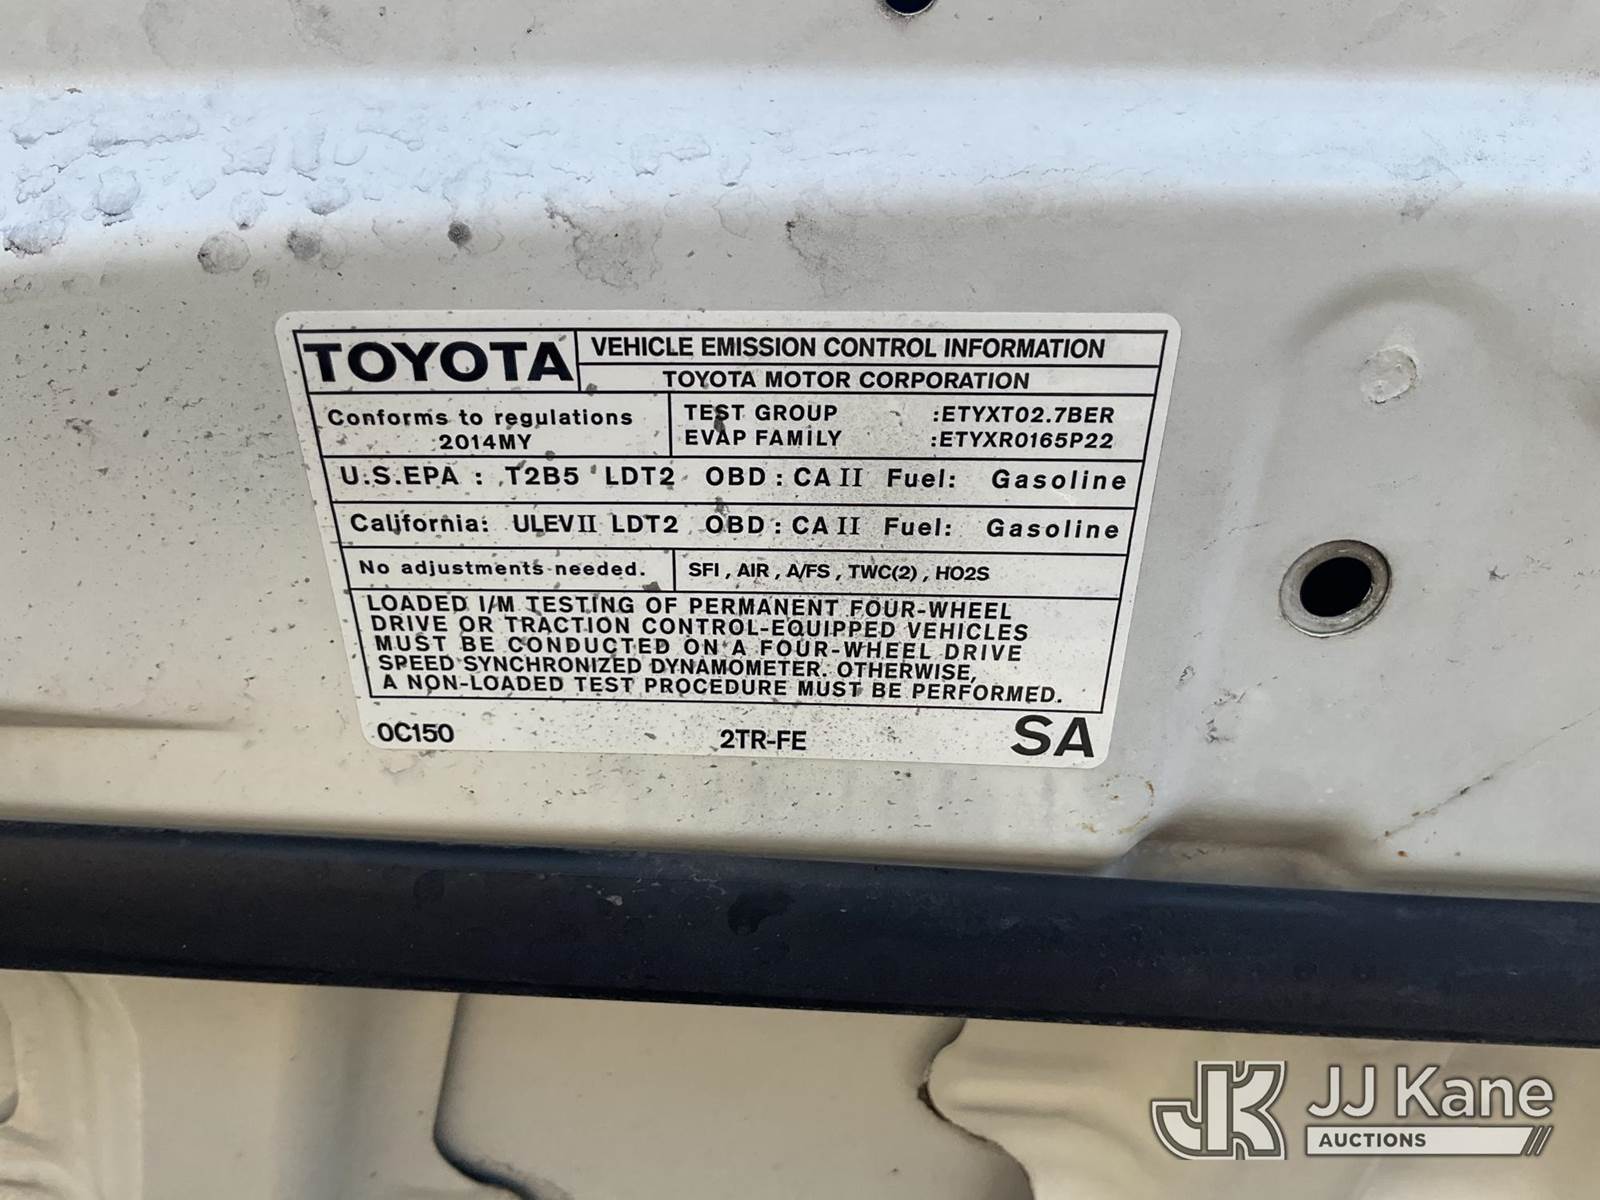 TOYOTA
VEHICLE EMISSION CONTROL INFORMATION
TOYOTA MOTOR CORPORATION
Conforms to regulations
2014MY
TEST GROUP :ETYXT02.7BER
EVAP FAMILY :ETYXR0165P22
U.S.EPA : T2B5 LDT2 OBD : CA II Fuel: Gasoline
California: ULEVII LDT2 OBD : CA II Fuel: Gasoline
No adjustments needed.
SFI , AIR , A/FS , TWC(2) , HO2S
LOADED I/M TESTING OF PERMANENT FOUR-WHEEL
DRIVE OR TRACTION CONTROL-EQUIPPED VEHICLES
MUST BE CONDUCTED ON A FOUR-WHEEL DRIVE
SPEED SYNCHRONIZED DYNAMOMETER. OTHERWISE,
A NON-LOADED TEST PROCEDURE MUST BE PERFORMED.
0C150 2TR-FE SA
JK JJ Kane
AUCTIONS